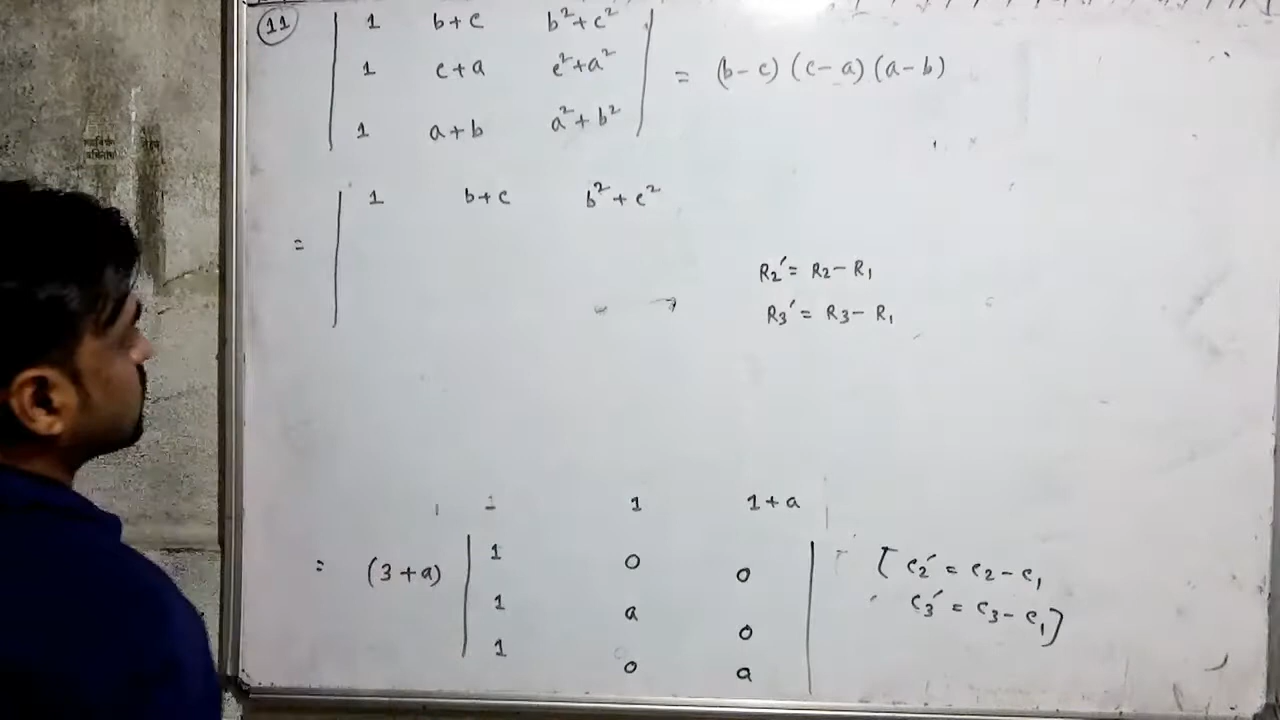 11 | 1 b+c b²+c² |
| 1 c+a c²+a² | = (b-c) (c-a) (a-b)
| 1 a+b a²+b² |
= | 1 b+c b²+c²
R₂′ = R₂-R₁
R₃′ = R₃-R₁
1 1 1+a
= (3+a) | 1 0 0 | [ c₂′ = c₂-c₁
| 1 a 0 | c₃′ = c₃-c₁]
| 1 0 a |